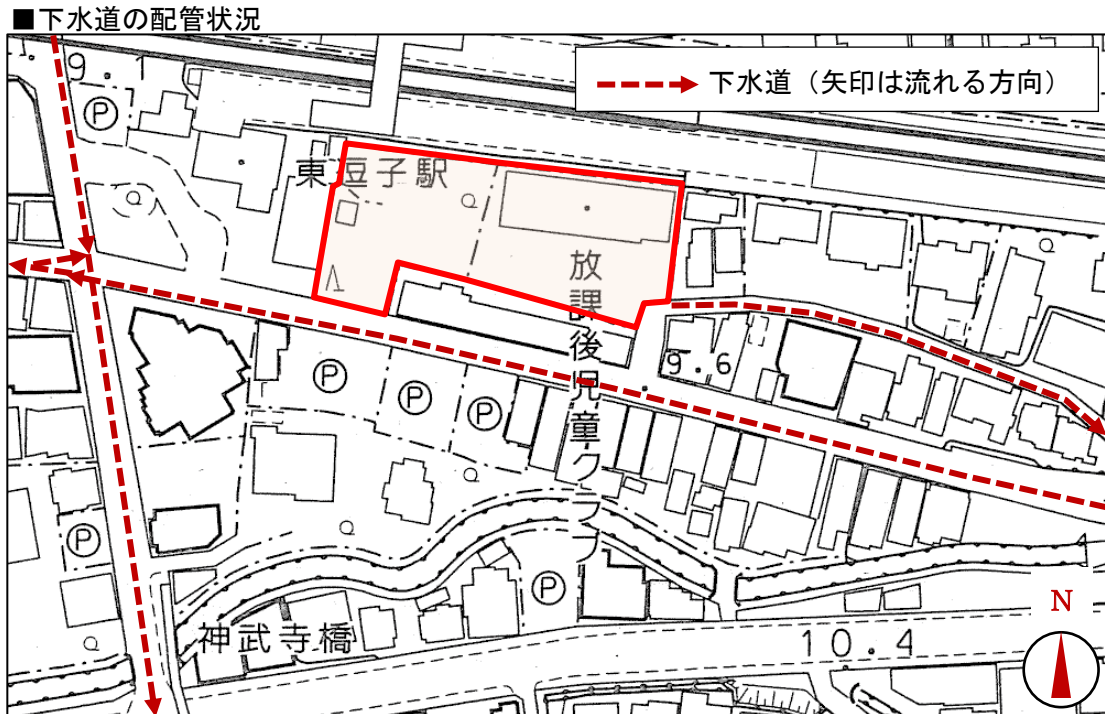 ■下水道の配管状況
下水道（矢印は流れる方向）
9.1
P
東逗子駅
放課後児童クラブ
9.6
P
P
P
P
P
神武寺橋
10.4
N